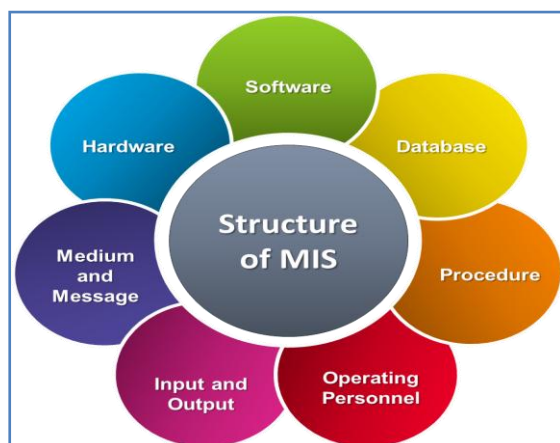 Software
Hardware
Database
Structure
of MIS
Medium
and
Message
Procedure
Input and
Output
Operating
Personnel